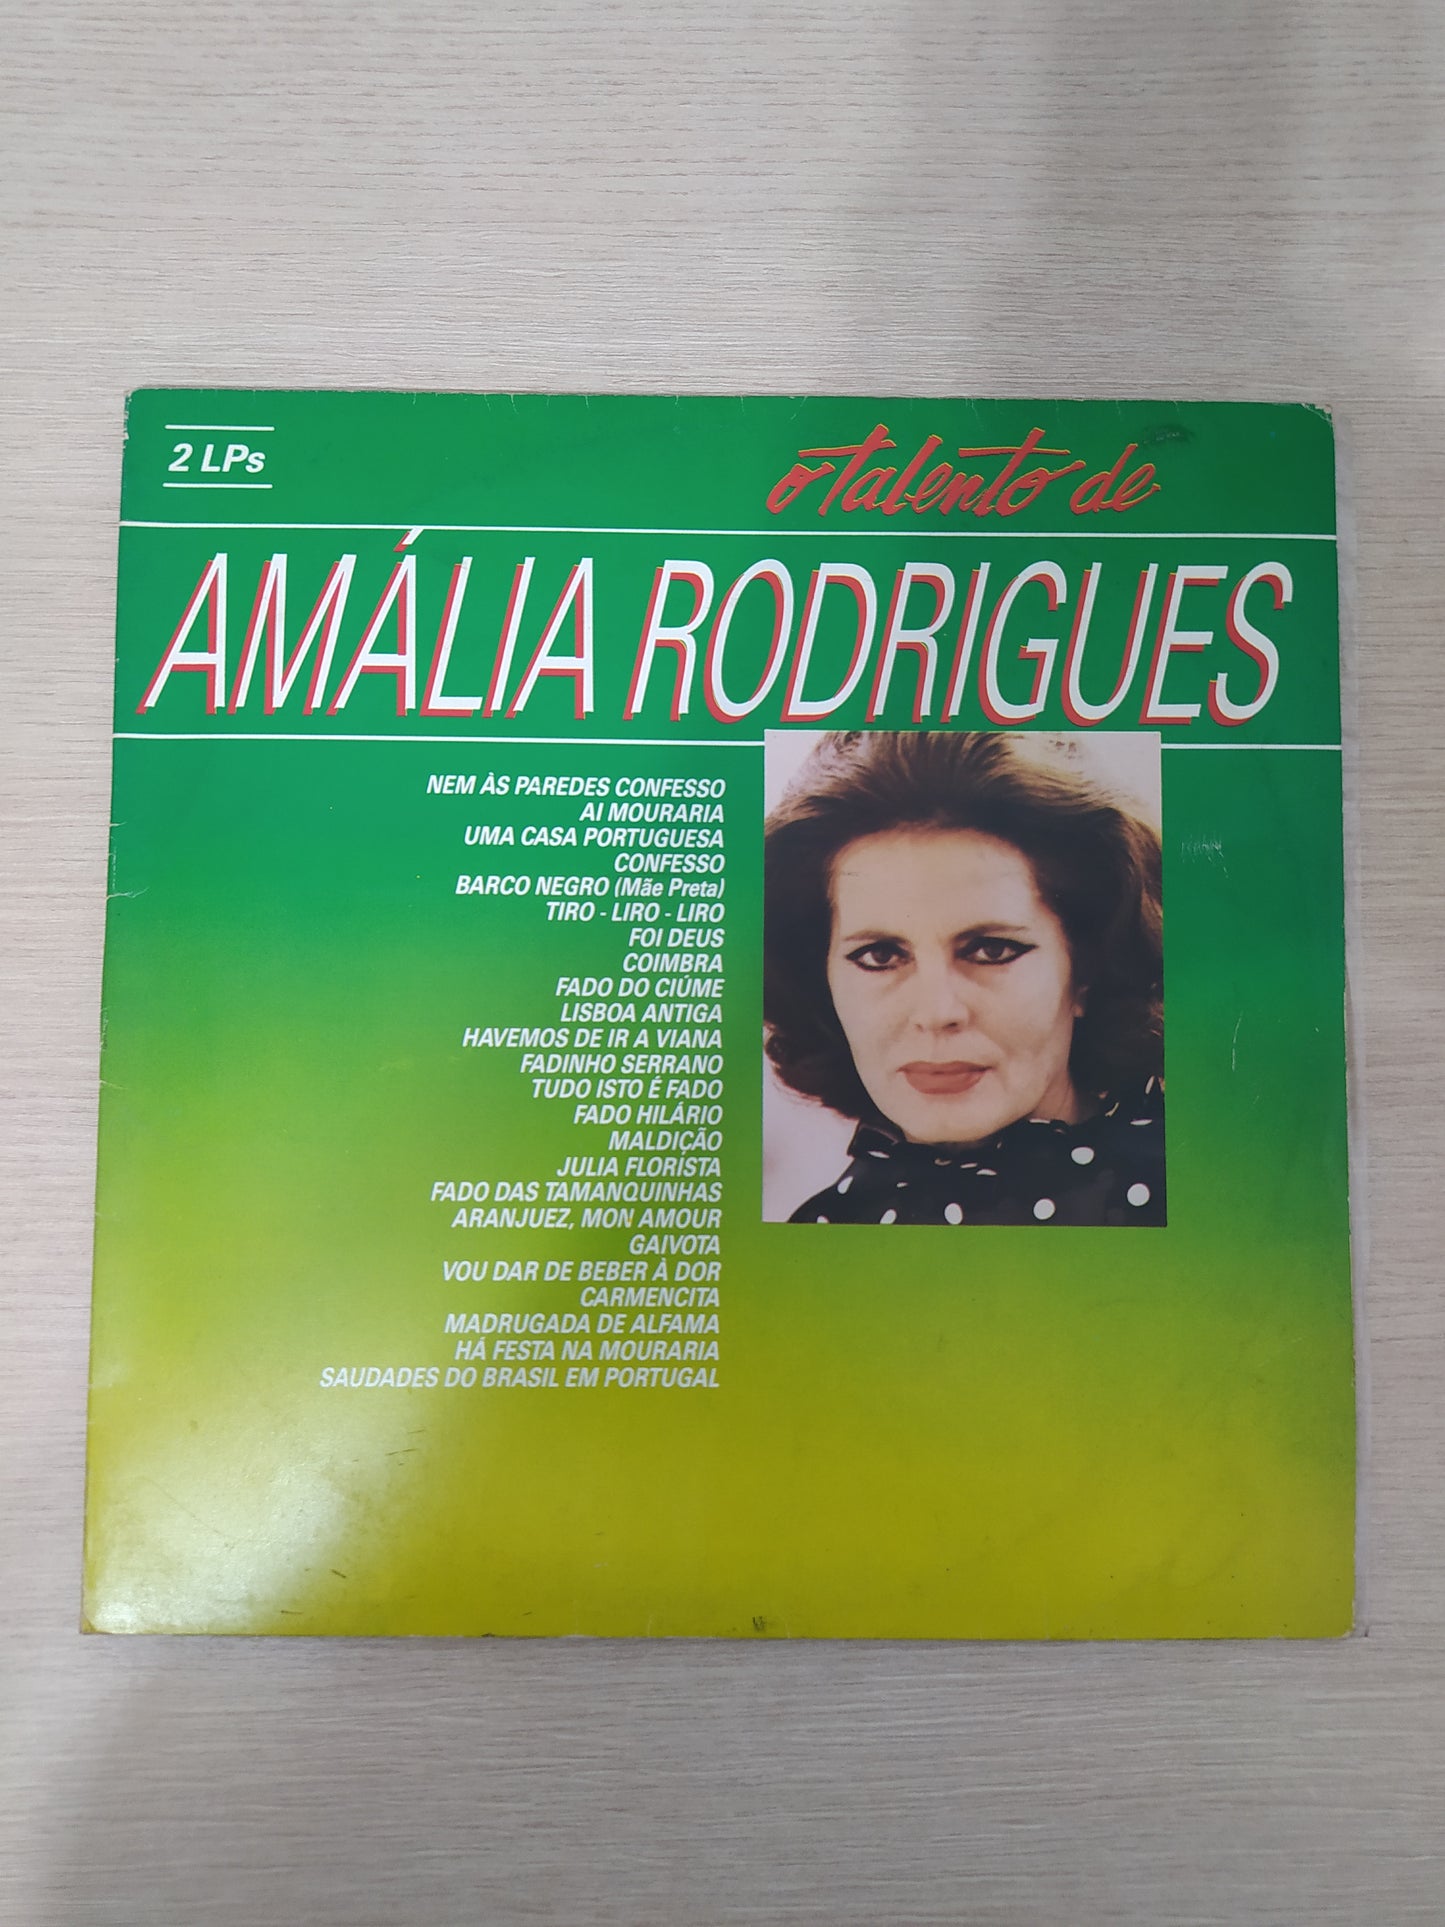 2 LPs
o talento de
AMÁLIA RODRIGUES
NEM ÀS PAREDES CONFESSO
AI MOURARIA
UMA CASA PORTUGUESA
CONFESSO
BARCO NEGRO (Mãe Preta)
TIRO - LIRO - LIRO
FOI DEUS
COIMBRA
FADO DO CIÚME
LISBOA ANTIGA
HAVEMOS DE IR A VIANA
FADINHO SERRANO
TUDO ISTO É FADO
FADO HILÁRIO
MALDIÇÃO
JULIA FLORISTA
FADO DAS TAMANQUINHAS
ARANJUEZ, MON AMOUR
GAIVOTA
VOU DAR DE BEBER À DOR
CARMENCITA
MADRUGADA DE ALFAMA
HÁ FESTA NA MOURARIA
SAUDADES DO BRASIL EM PORTUGAL